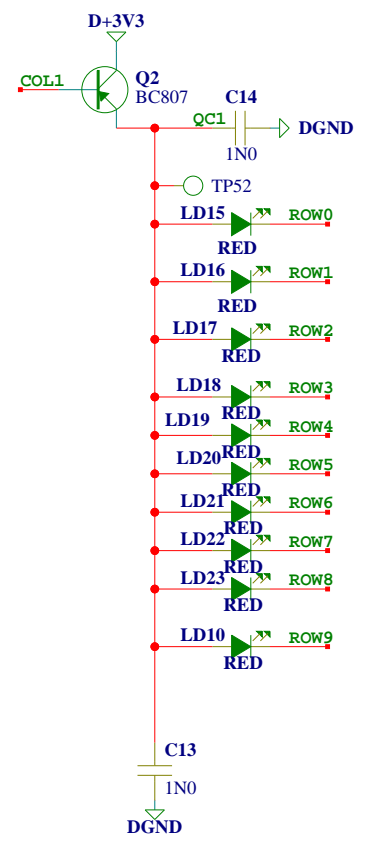 D+3V3
COL1
Q2
BC807
C14
QC1
DGND
1N0
TP52
LD15
ROW0
RED
LD16
ROW1
RED
LD17
ROW2
RED
LD18
ROW3
RED
LD19
ROW4
RED
LD20
ROW5
RED
LD21
ROW6
RED
LD22
ROW7
RED
LD23
ROW8
RED
LD10
ROW9
RED
C13
1N0
DGND